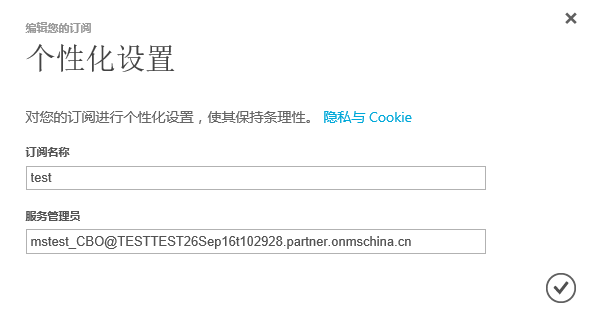 编辑您的订阅
个性化设置
对您的订阅进行个性化设置，使其保持条理性。 隐私与 Cookie
订阅名称
test
服务管理员
mstest_CBO@TESTTEST26Sep16t102928.partner.onmschina.cn